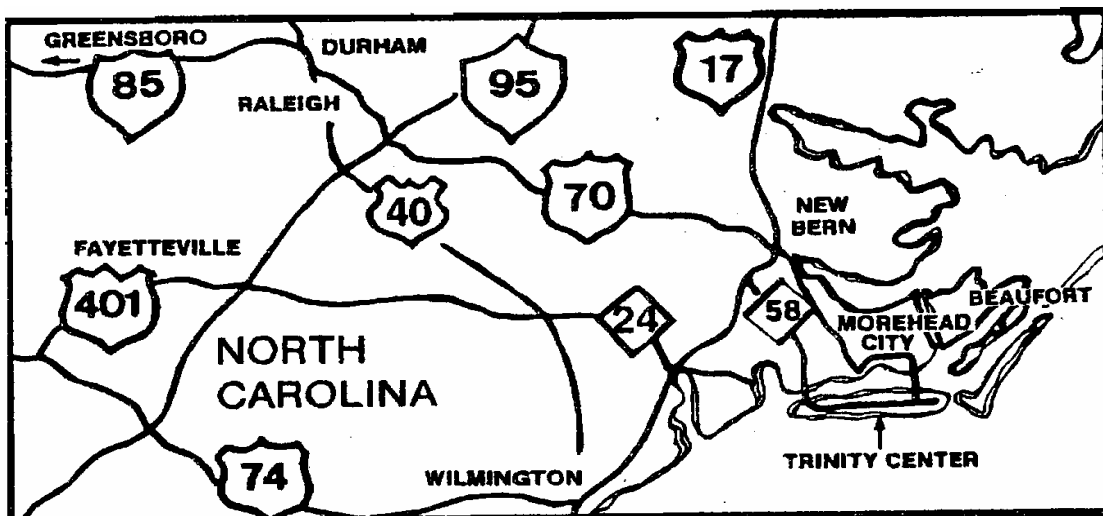 GREENSBORO
DURHAM
85
95
17
RALEIGH
40
70
NEW
BERN
FAYETTEVILLE
401
24
58
BEAUFORT
MOREHEAD
CITY
NORTH
CAROLINA
74
WILMINGTON
TRINITY CENTER